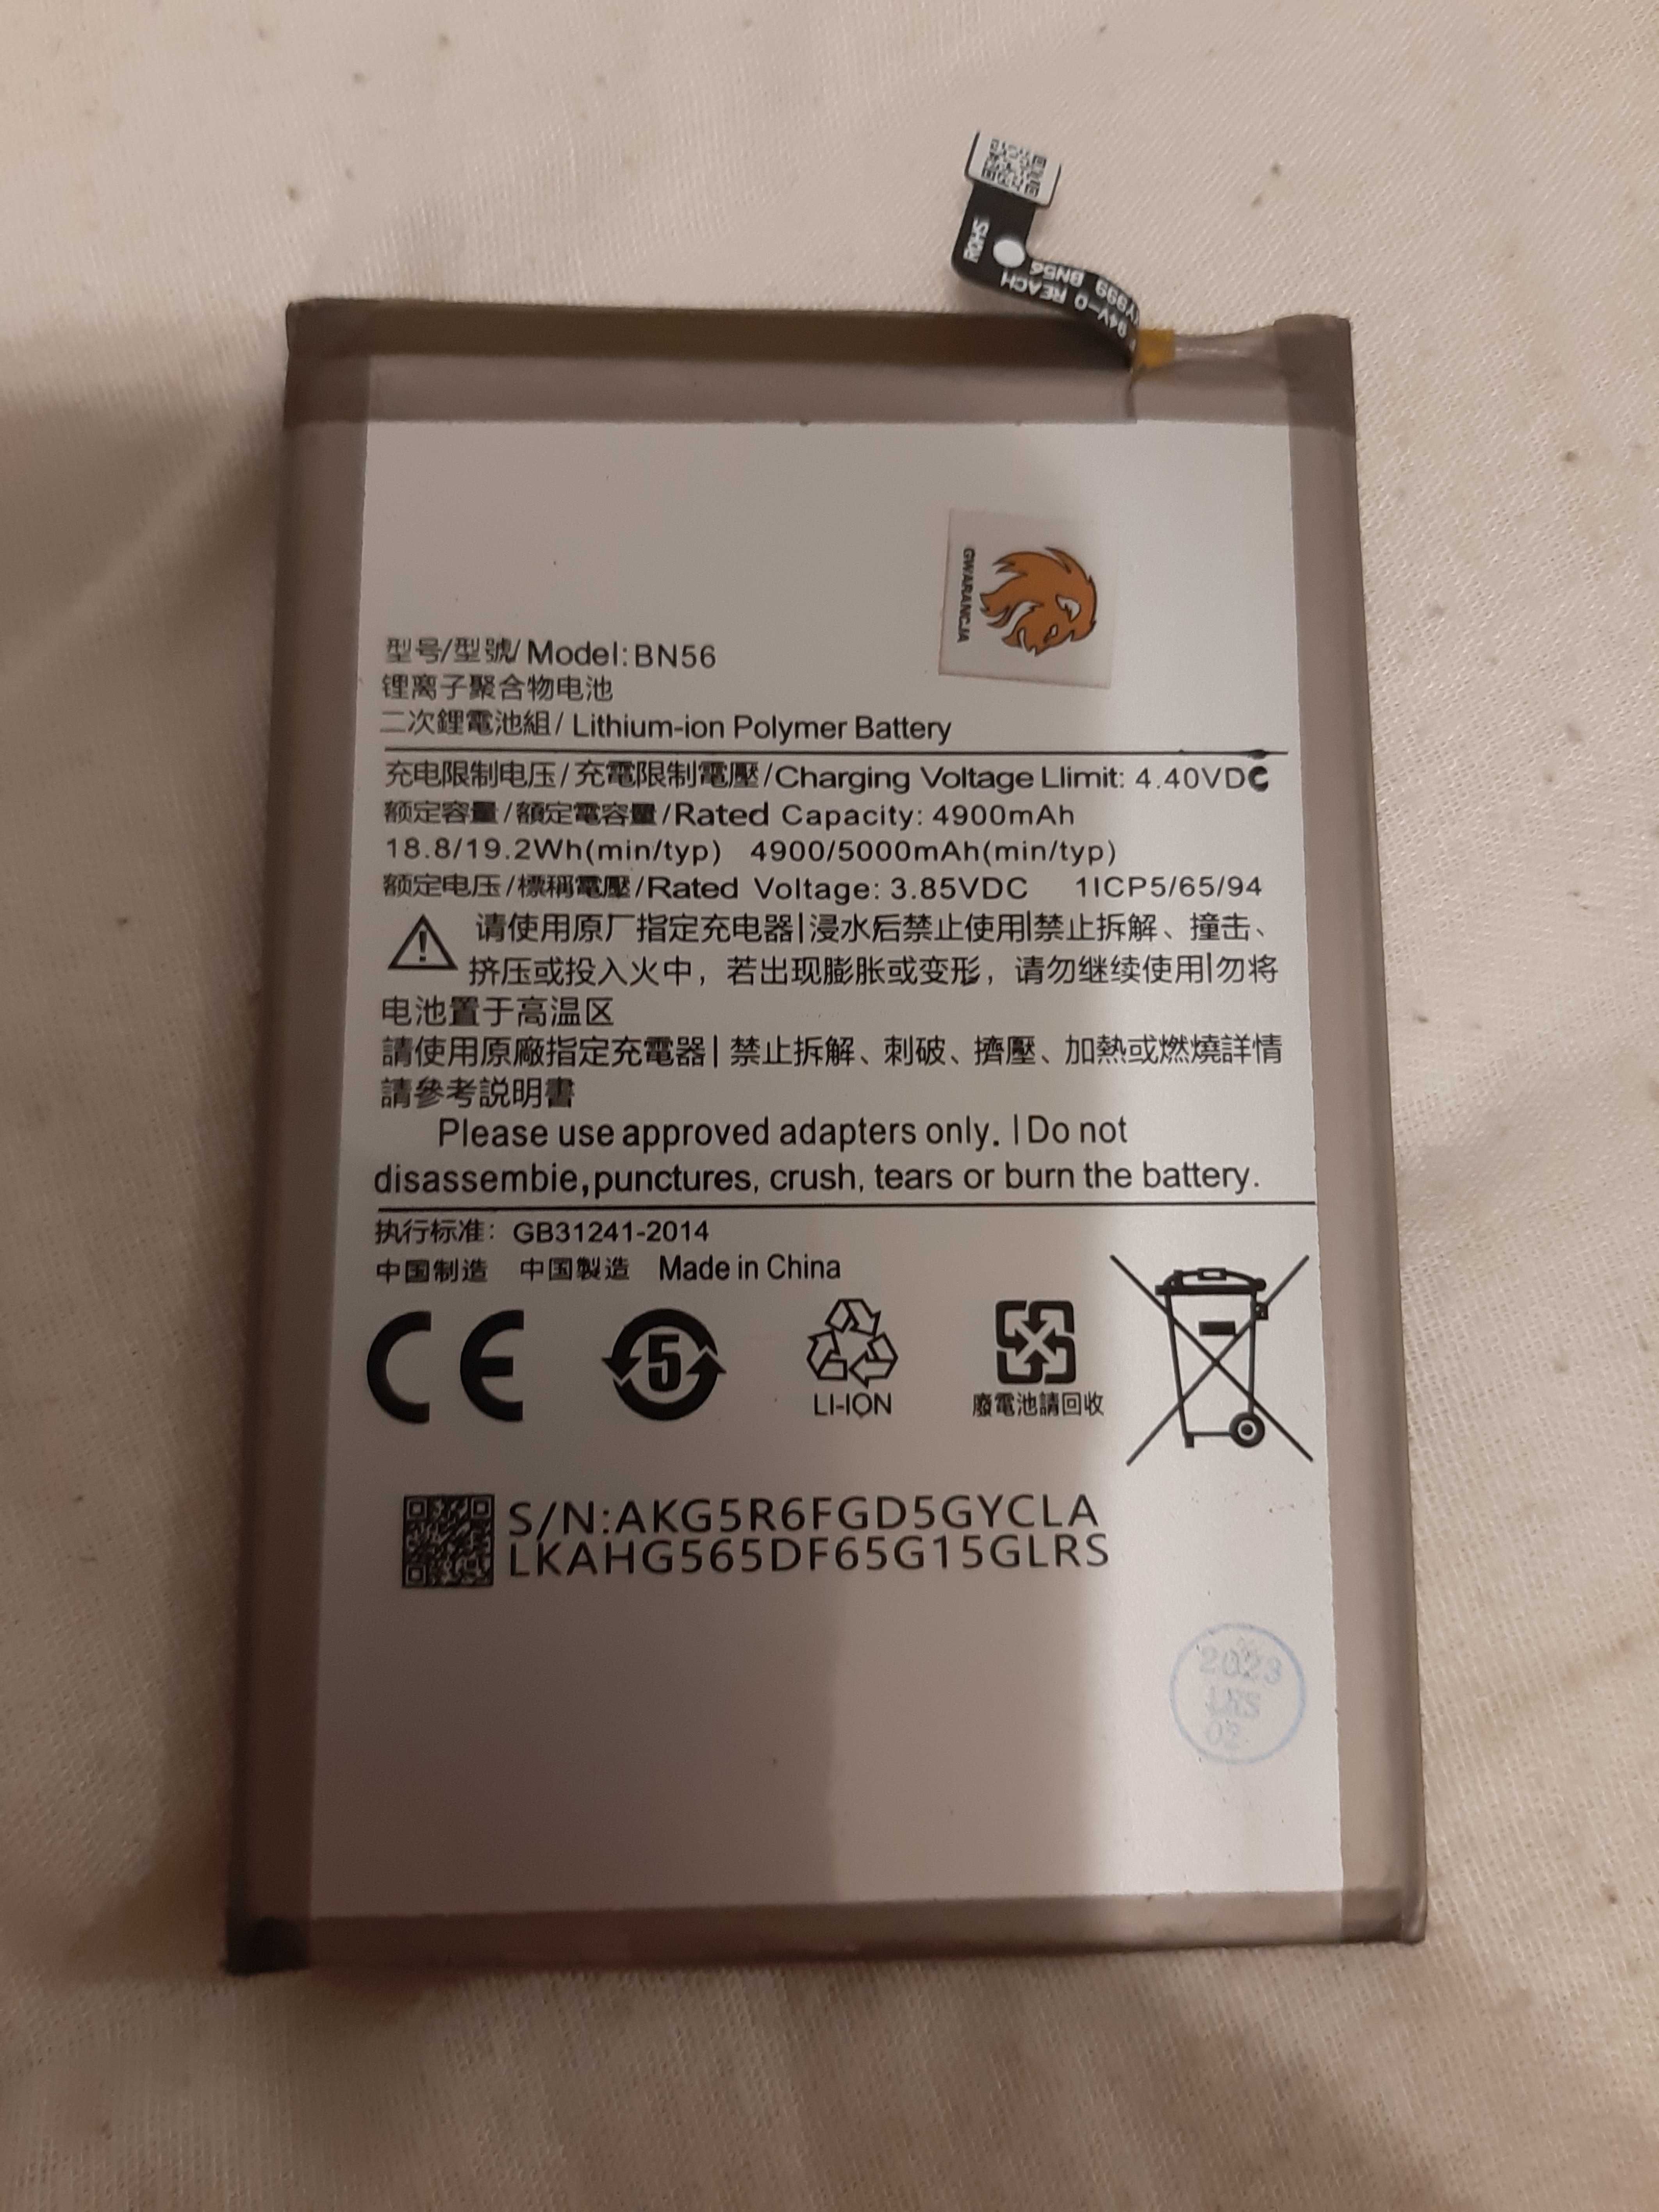 ROHS
BN56
94V-0 REACH
GWARANCJA
型号/型號/ Model: BN56
锂离子聚合物电池
二次鋰電池組/ Lithium-ion Polymer Battery
充电限制电压/充電限制電壓/Charging Voltage Llimit: 4.40VDC
额定容量/額定電容量/Rated Capacity: 4900mAh
18.8/19.2Wh(min/typ) 4900/5000mAh(min/typ)
额定电压/標稱電壓/Rated Voltage: 3.85VDC 1ICP5/65/94
请使用原厂指定充电器|浸水后禁止使用|禁止拆解、撞击、
挤压或投入火中，若出现膨胀或变形，请勿继续使用|勿将
电池置于高温区
請使用原廠指定充電器| 禁止拆解、刺破、擠壓、加熱或燃燒詳情
請參考説明書
Please use approved adapters only. | Do not
disassembie,punctures, crush, tears or burn the battery.
执行标准: GB31241-2014
中国制造 中国製造 Made in China
CE 5
LI-ION 廢電池請回收
S/N:AKG5R6FGD5GYCLA
LKAHG565DF65G15GLRS
2023
02